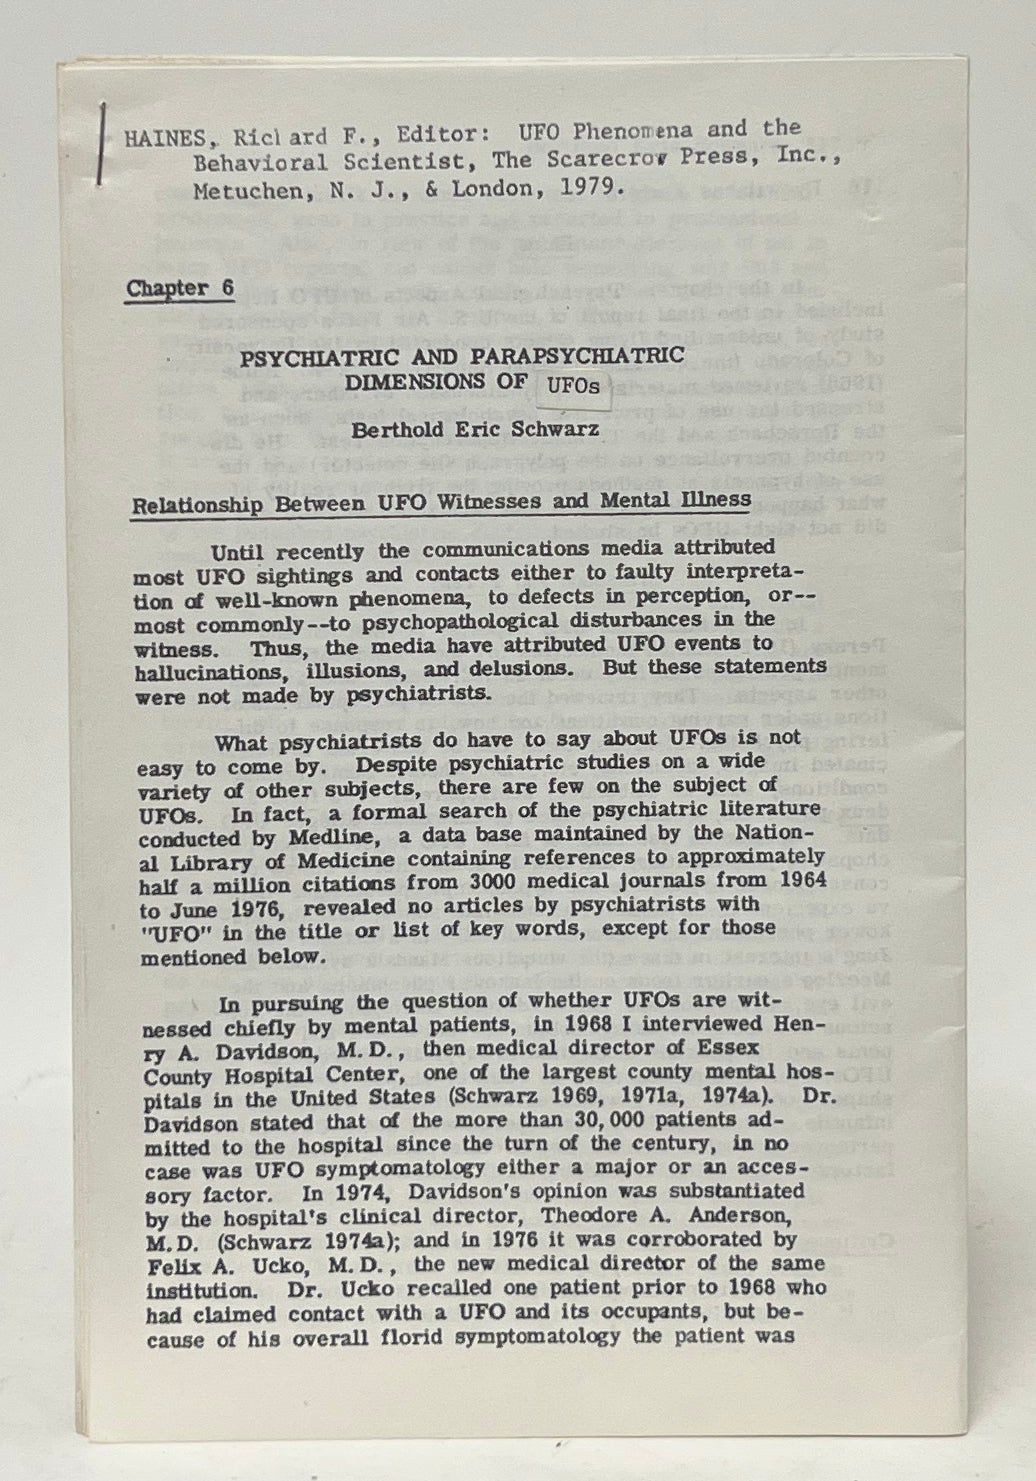 HAINES, Ric ard F., Editor: UFO Phenomena and the
Behavioral Scientist, The Scarecrow Press, Inc.,
Metuchen, N. J., & London, 1979.
Chapter 6
PSYCHIATRIC AND PARAPSYCHIATRIC
DIMENSIONS OF UFOs
Berthold Eric Schwarz
Relationship Between UFO Witnesses and Mental Illness
Until recently the communications media attributed
most UFO sightings and contacts either to faulty interpreta-
tion of well-known phenomena, to defects in perception, or--
most commonly--to psychopathological disturbances in the
witness. Thus, the media have attributed UFO events to
hallucinations, illusions, and delusions. But these statements
were not made by psychiatrists.
What psychiatrists do have to say about UFOs is not
easy to come by. Despite psychiatric studies on a wide
variety of other subjects, there are few on the subject of
UFOs. In fact, a formal search of the psychiatric literature
conducted by Medline, a data base maintained by the Nation-
al Library of Medicine containing references to approximately
half a million citations from 3000 medical journals from 1964
to June 1976, revealed no articles by psychiatrists with
"UFO" in the title or list of key words, except for those
mentioned below.
In pursuing the question of whether UFOs are wit-
nessed chiefly by mental patients, in 1968 I interviewed Hen-
ry A. Davidson, M.D., then medical director of Essex
County Hospital Center, one of the largest county mental hos-
pitals in the United States (Schwarz 1969, 1971a, 1974a). Dr.
Davidson stated that of the more than 30,000 patients ad-
mitted to the hospital since the turn of the century, in no
case was UFO symptomatology either a major or an acces-
sory factor. In 1974, Davidson's opinion was substantiated
by the hospital's clinical director, Theodore A. Anderson,
M.D. (Schwarz 1974a); and in 1976 it was corroborated by
Felix A. Ucko, M.D., the new medical director of the same
institution. Dr. Ucko recalled one patient prior to 1968 who
had claimed contact with a UFO and its occupants, but be-
cause of his overall florid symptomatology the patient was